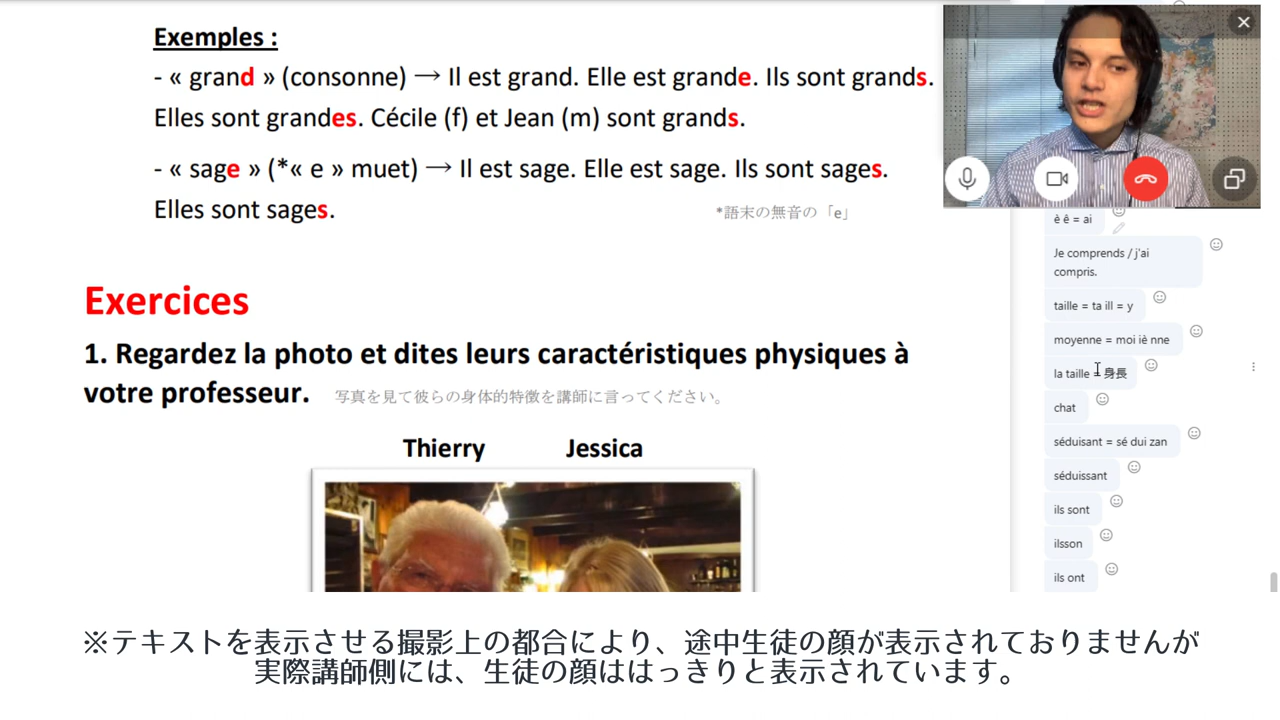 Exemples :
- « grand » (consonne) → Il est grand. Elle est grande. Ils sont grands.
Elles sont grandes. Cécile (f) et Jean (m) sont grands.
- « sage » (*« e » muet) → Il est sage. Elle est sage. Ils sont sages.
Elles sont sages.
*語末の無音の「e」
Exercices
1. Regardez la photo et dites leurs caractéristiques physiques à
votre professeur.
写真を見て彼らの身体的特徴を講師に言ってください。
Thierry
Jessica
è ê = ai
Je comprends / j'ai
compris.
taille = ta ill = y
moyenne = moi iè nne
la taille = 身長
chat
séduisant = sé dui zan
séduissant
ils sont
ilsson
ils ont
※テキストを表示させる撮影上の都合により、途中生徒の顔が表示されておりませんが
実際講師側には、生徒の顔ははっきりと表示されています。